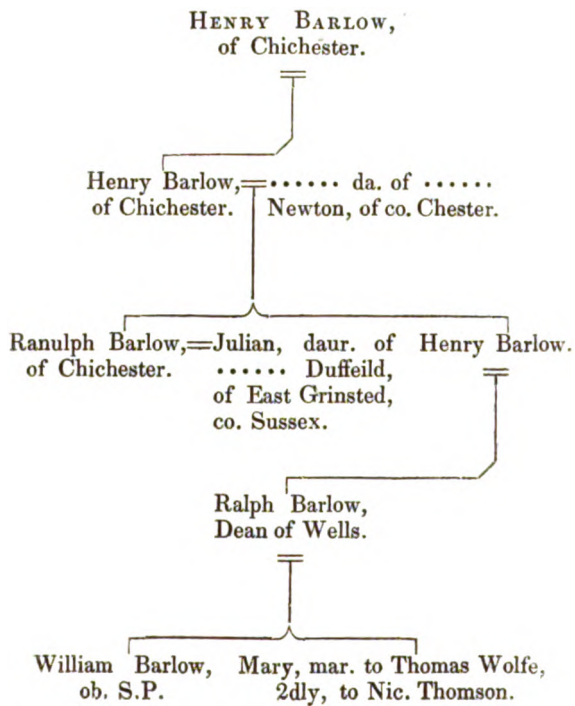 HENRY BARLOW,
of Chichester.
Henry Barlow,=······ da. of ······
of Chichester. Newton, of co. Chester.
Ranulph Barlow,=Julian, daur. of Henry Barlow.
of Chichester. ······ Duffeild,
of East Grinsted,
co. Sussex.
Ralph Barlow,
Dean of Wells.
William Barlow, Mary, mar. to Thomas Wolfe,
ob. S.P. 2dly, to Nic. Thomson.